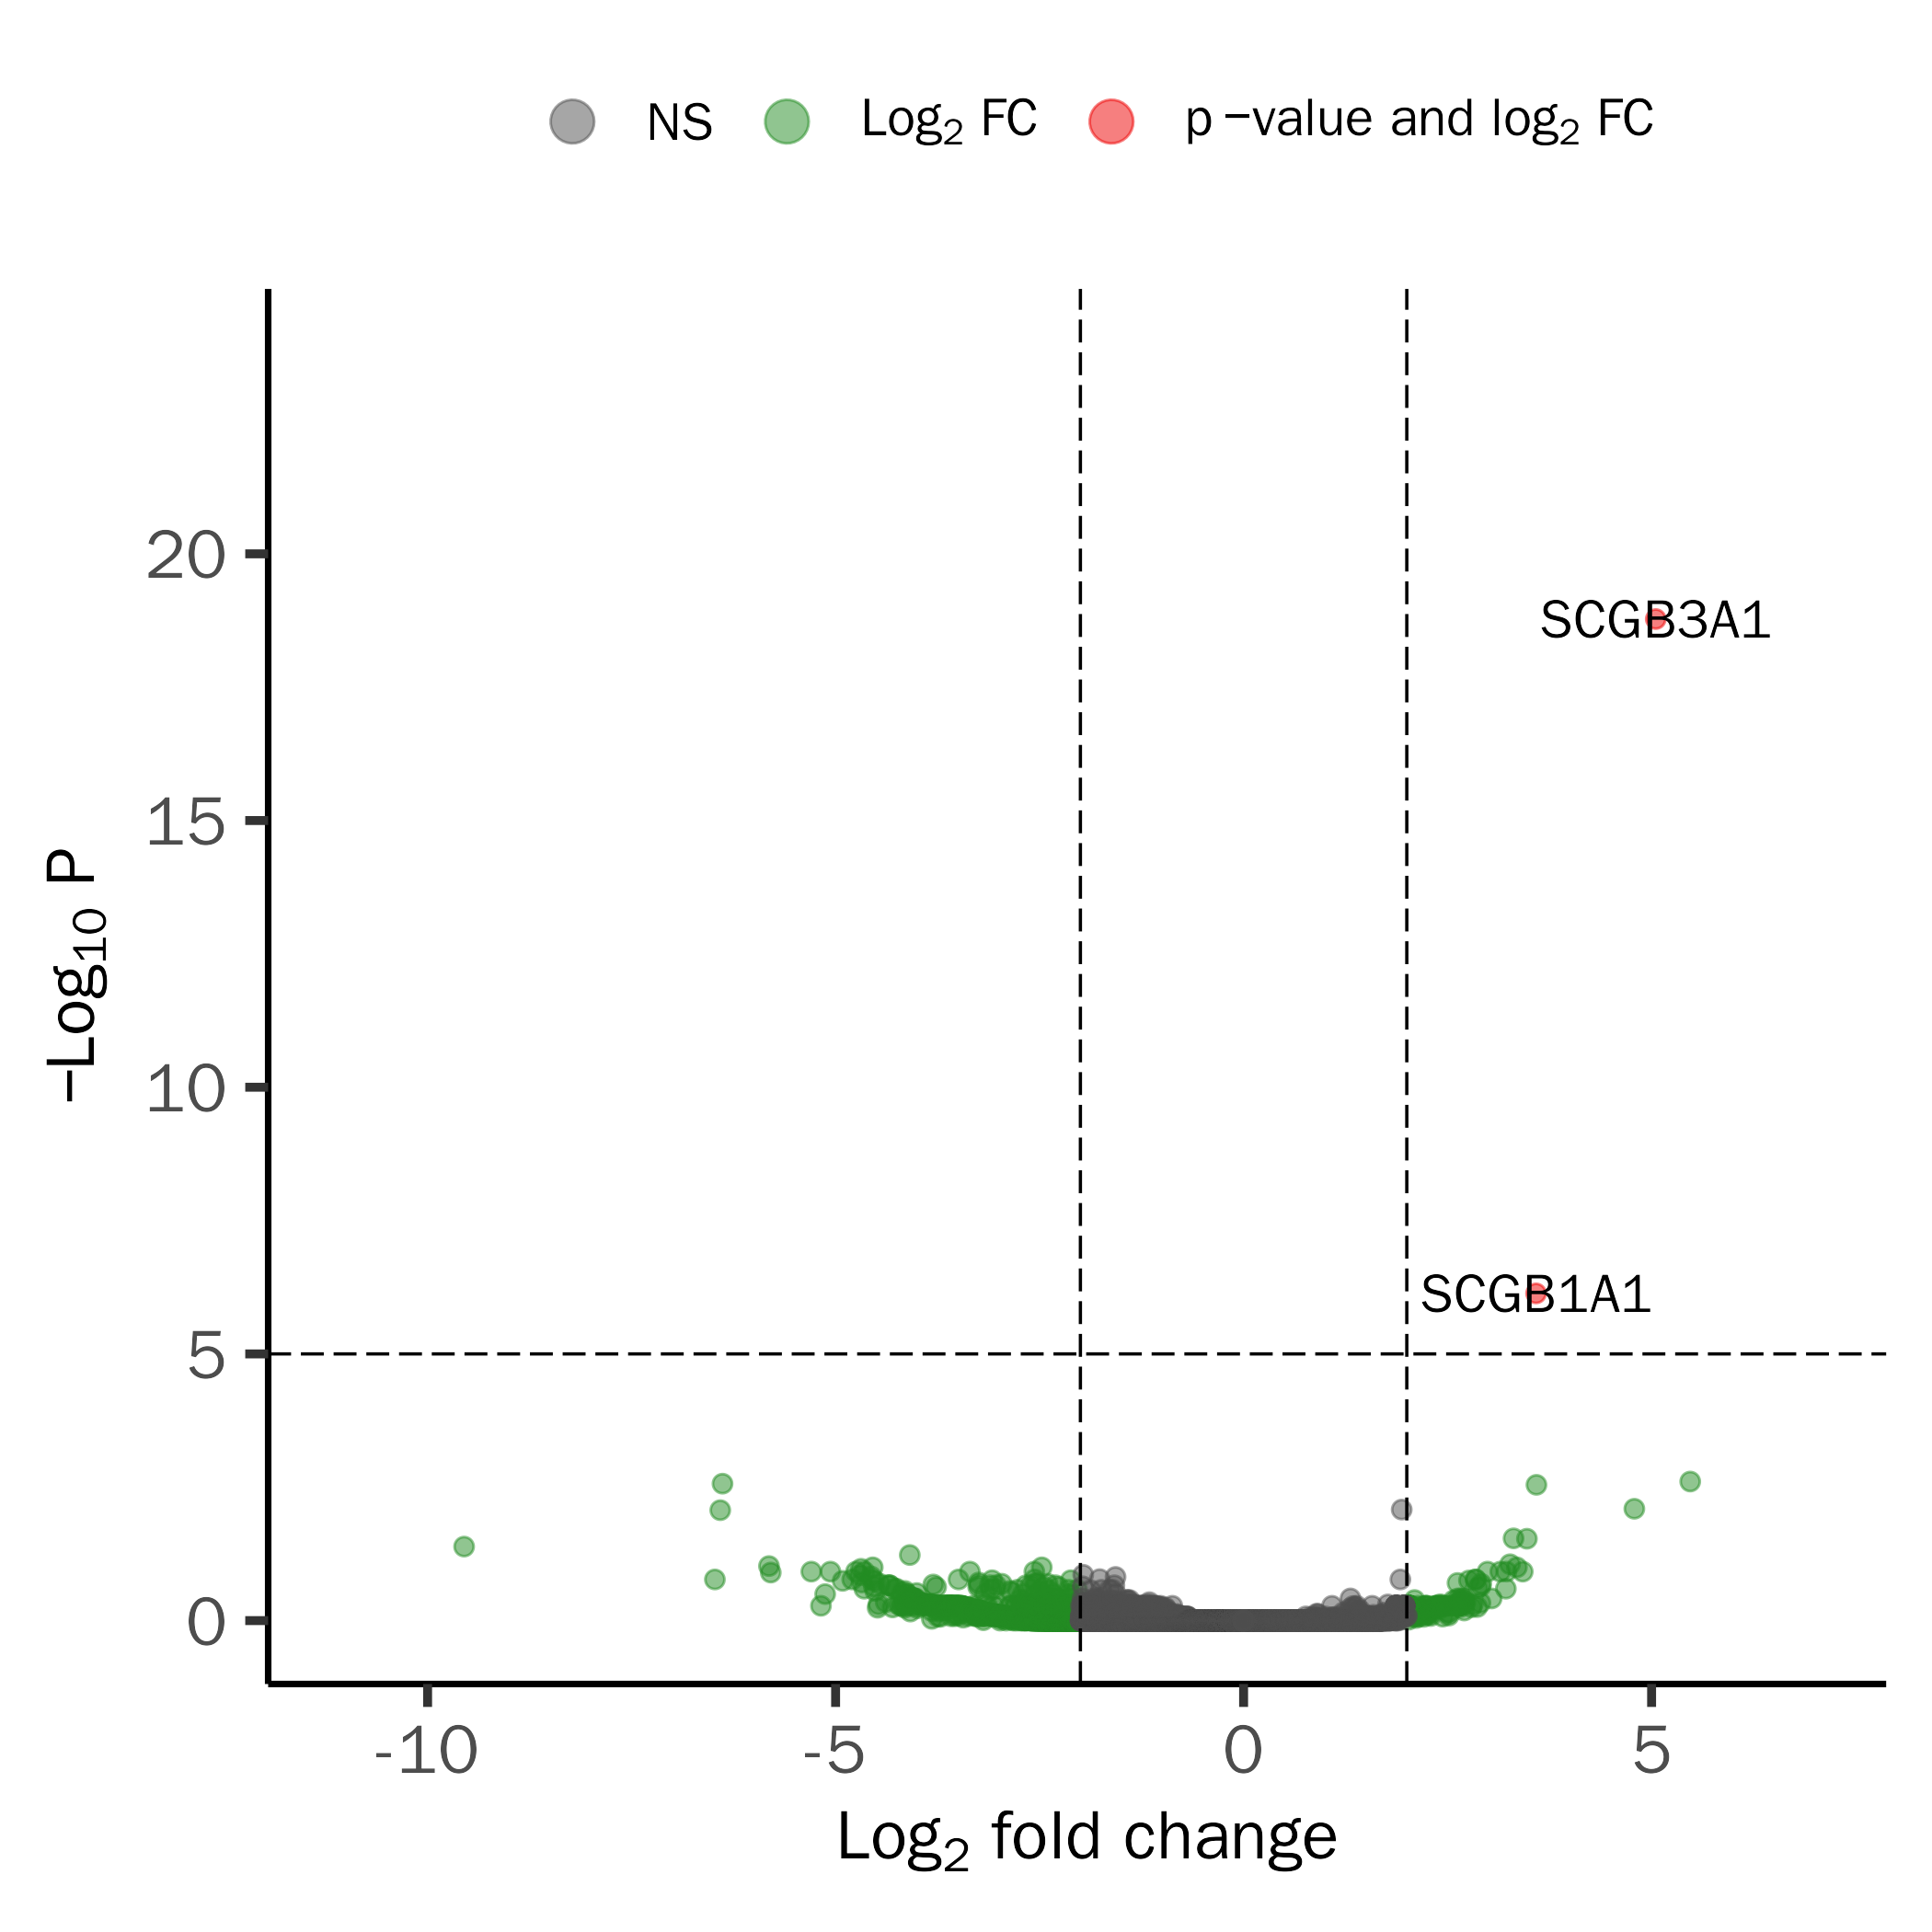 NS Log₂ FC p −value and log₂ FC
−Log₁₀ P
20
15
10
5
0
SCGB3A1
SCGB1A1
-10 -5 0 5
Log₂ fold change